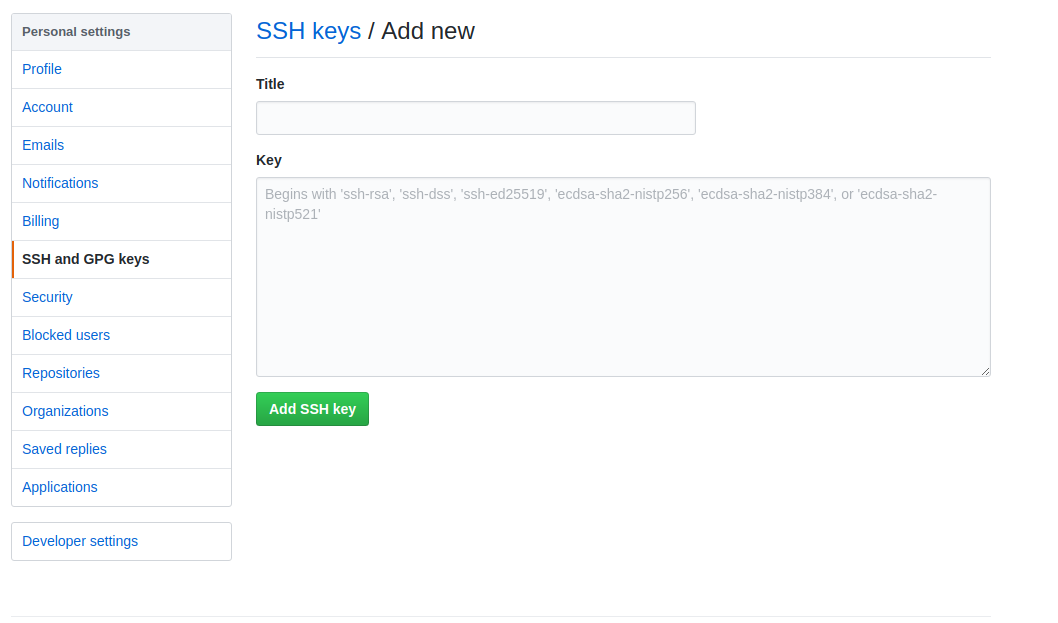 Personal settings
Profile
Account
Emails
Notifications
Billing
SSH and GPG keys
Security
Blocked users
Repositories
Organizations
Saved replies
Applications
Developer settings
SSH keys / Add new
Title
Key
Begins with 'ssh-rsa', 'ssh-dss', 'ssh-ed25519', 'ecdsa-sha2-nistp256', 'ecdsa-sha2-nistp384', or 'ecdsa-sha2-
nistp521'
Add SSH key